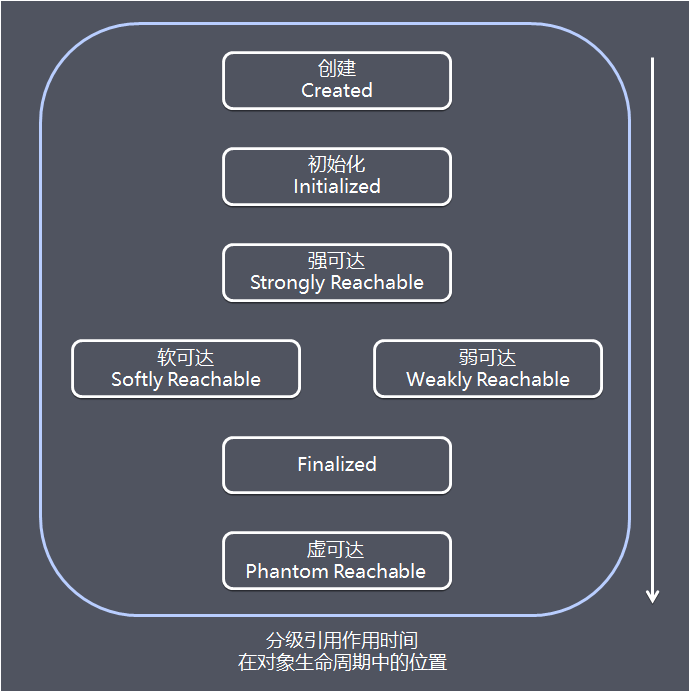 创建
Created
初始化
Initialized
强可达
Strongly Reachable
软可达
Softly Reachable
弱可达
Weakly Reachable
Finalized
虚可达
Phantom Reachable
分级引用作用时间
在对象生命周期中的位置